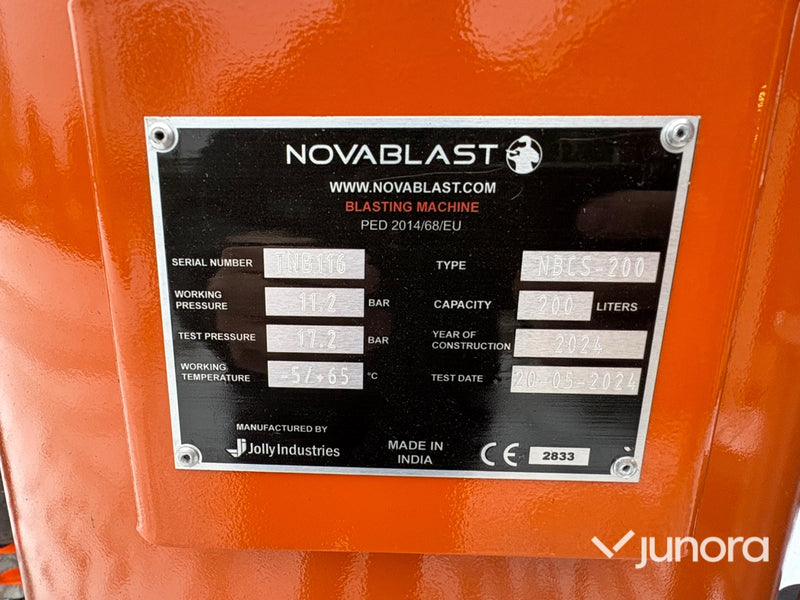 NOVABLAST
WWW.NOVABLAST.COM
BLASTING MACHINE
PED 2014/68/EU
SERIAL NUMBER INB116
TYPE NBCS-200
WORKING PRESSURE 11.2 BAR
CAPACITY 200 LITERS
TEST PRESSURE 17.2 BAR
YEAR OF CONSTRUCTION 2024
WORKING TEMPERATURE -5/+65 °C
TEST DATE 20-05-2024
MANUFACTURED BY
Jolly Industries
MADE IN
INDIA
CE 2833
junora